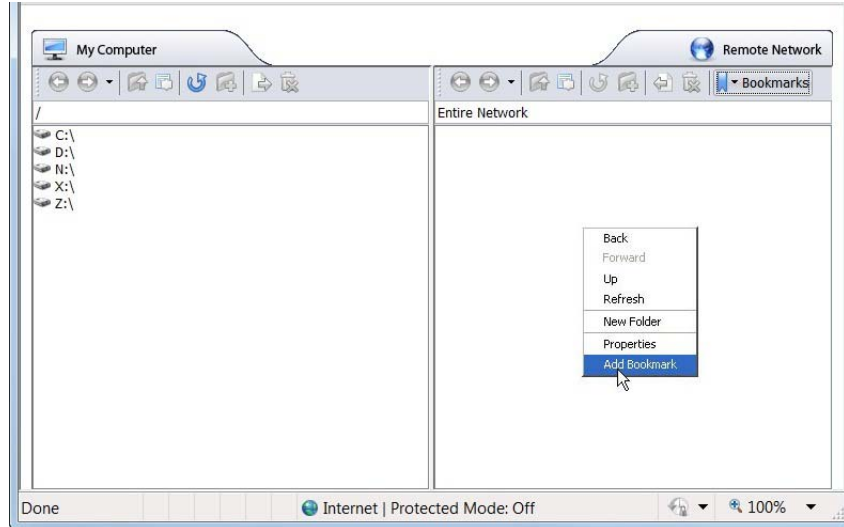 My Computer
Remote Network
Bookmarks
/
Entire Network
C:\
D:\
N:\
X:\
Z:\
Back
Forward
Up
Refresh
New Folder
Properties
Add Bookmark
Done
Internet | Protected Mode: Off
100%